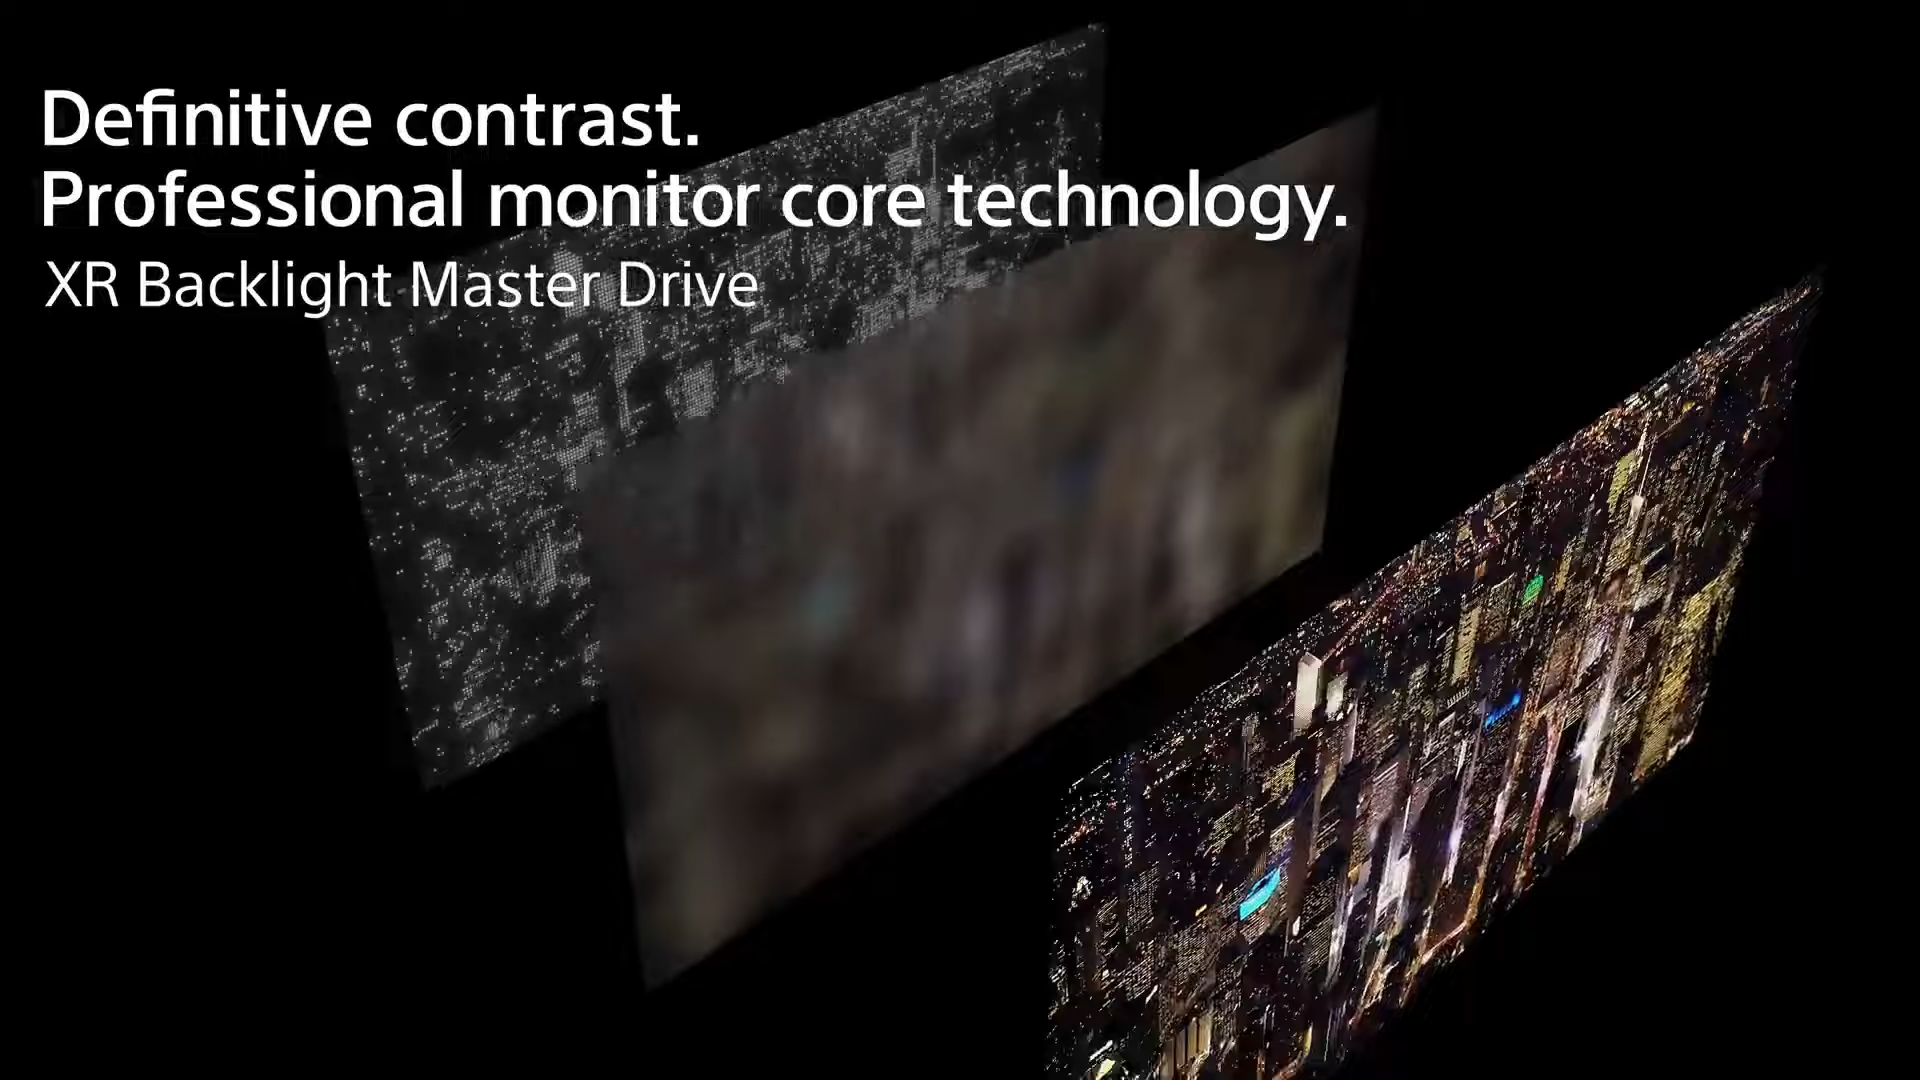 Definitive contrast.
Professional monitor core technology.
XR Backlight Master Drive